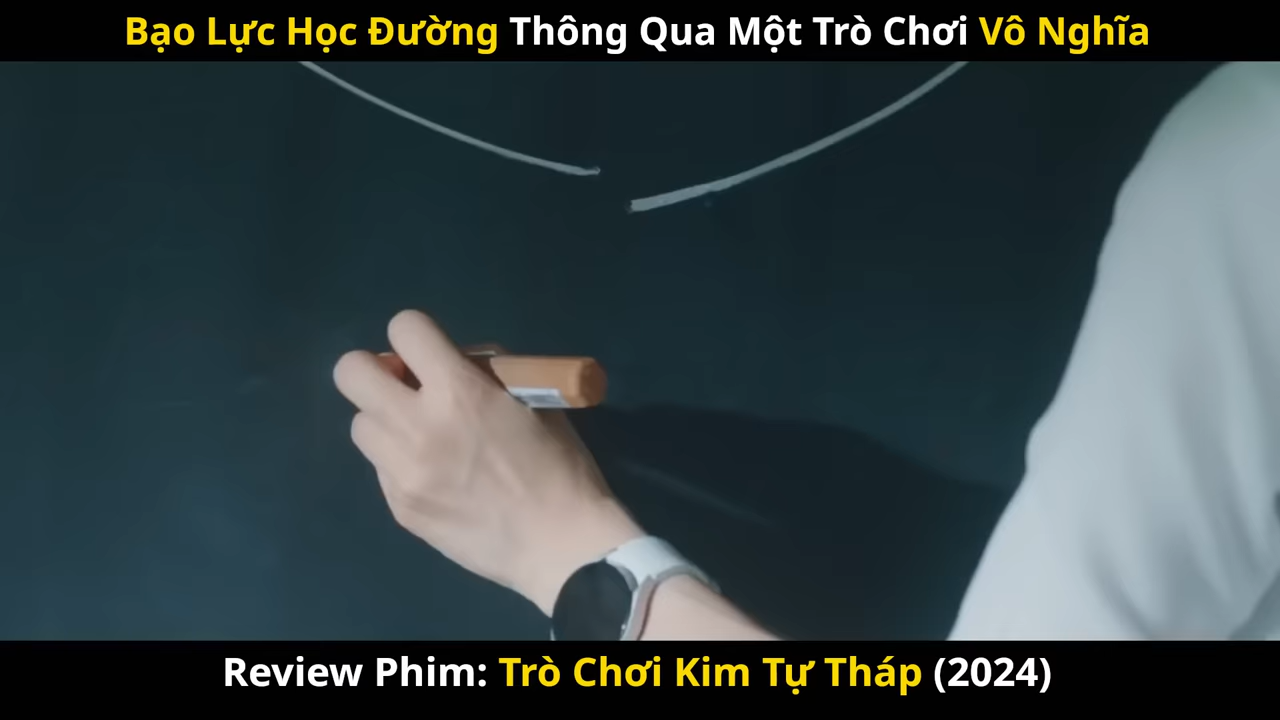 Bạo Lực Học Đường Thông Qua Một Trò Chơi Vô Nghĩa
Review Phim: Trò Chơi Kim Tự Tháp (2024)